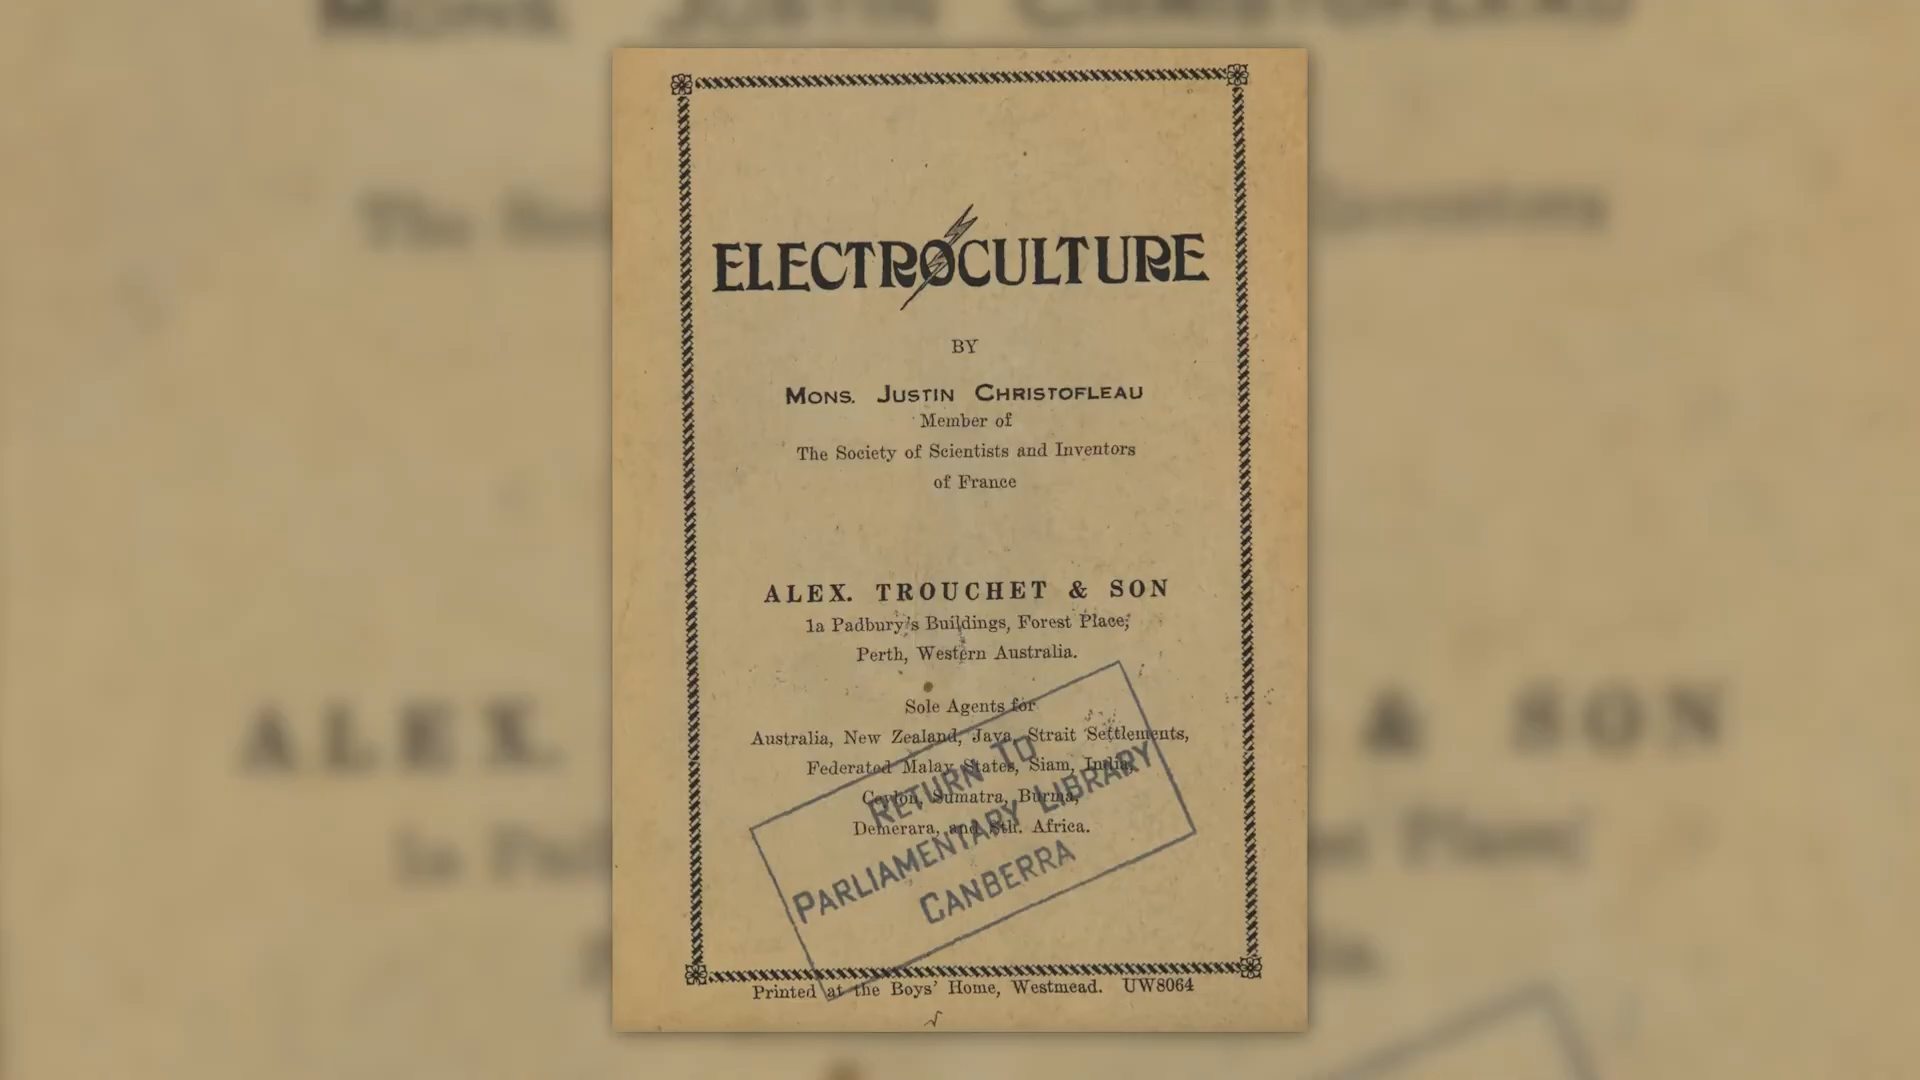 ELECTROCULTURE
BY
MONS. JUSTIN CHRISTOFLEAU
Member of
The Society of Scientists and Inventors
of France
ALEX. TROUCHET & SON
1a Padbury's Buildings, Forest Place,
Perth, Western Australia.
Sole Agents for
Australia, New Zealand, Java, Strait Settlements,
Federated Malay States, Siam, India,
Ceylon, Sumatra, Burma,
Demerara, and Sth. Africa.
RETURN TO
PARLIAMENTARY LIBRARY
CANBERRA
Printed at the Boys' Home, Westmead. UW8064